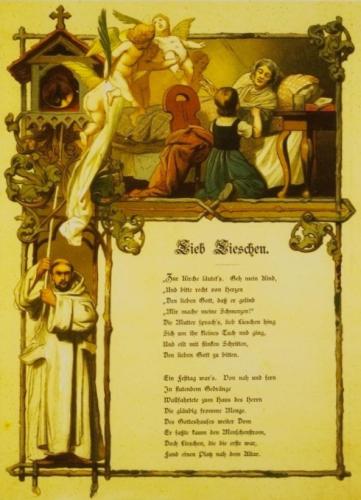 Lieb Lieschen.
„Zur Kirche läutet's. Geh mein Kind,
„Und bitte recht von Herzen
„Den lieben Gott, daß er gelind
„Mir mache meine Schmerzen!“
Die Mutter sprach's, lieb Lieschen hing
Sich um ihr kleines Tuch und ging,
Und eilt mit flinken Schritten,
Den lieben Gott zu bitten.
Ein Festtag war's. Von nah und fern
In flutendem Gedränge
Wallfahrtete zum Haus des Herrn
Die gläubig fromme Menge.
Des Gotteshauses weiter Dom
Er faßte kaum den Menschenstrom,
Doch Lieschen, die die erste war,
Fand einen Platz nah dem Altar.